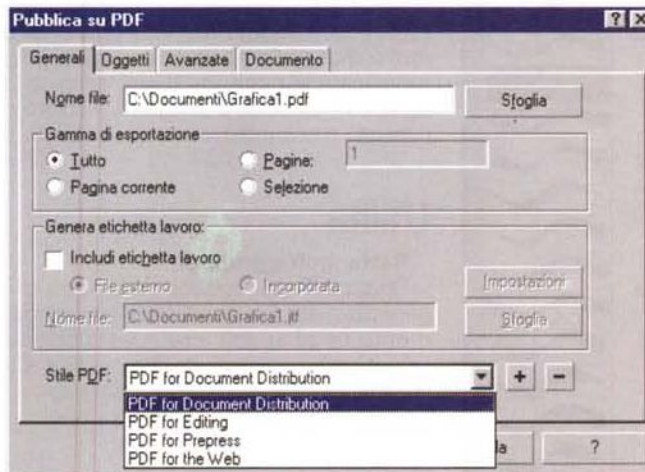 Pubblica su PDF
Generali Oggetti Avanzate Documento
Nome file: C:\Documenti\Grafica1.pdf Sfoglia
Gamma di esportazione
Tutto Pagine: 1
Pagina corrente Selezione
Genera etichetta lavoro:
Includi etichetta lavoro
File esterno Incorporata Impostazioni
Nome file: C:\Documenti\Grafica1.jtf Sfoglia
Stile PDF: PDF for Document Distribution + -
PDF for Document Distribution
PDF for Editing
PDF for Prepress
PDF for the Web
la ?